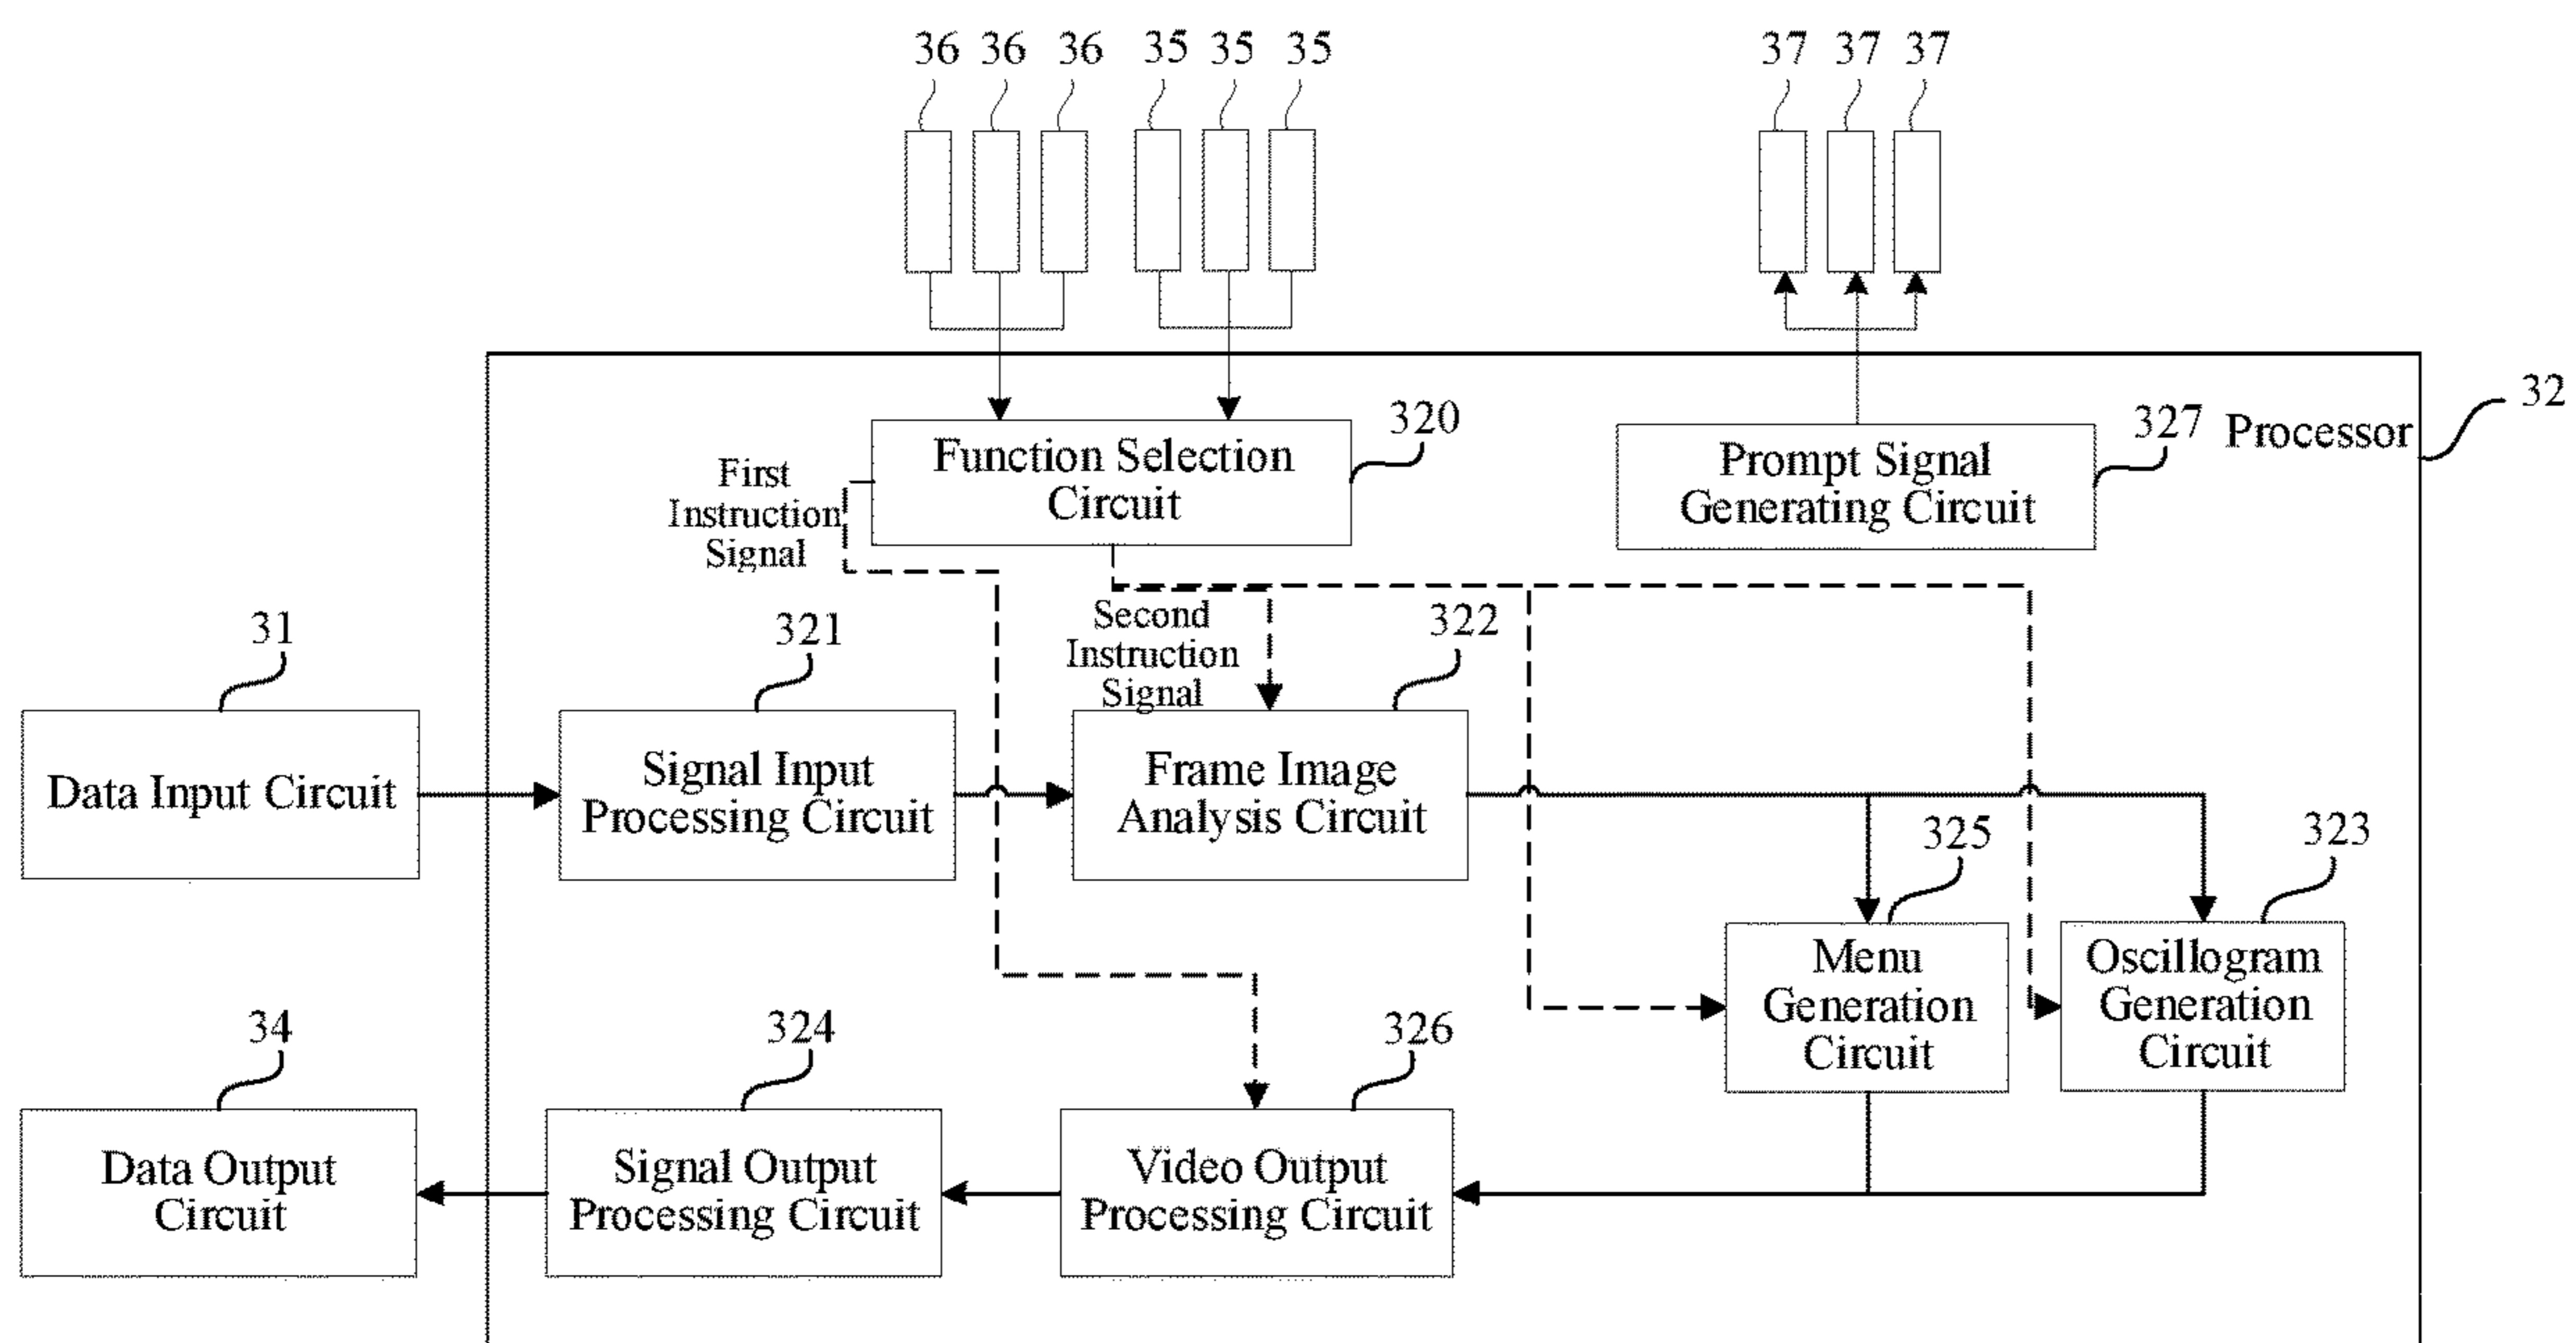 36 36 36 35 35 35 37 37 37
32
320
327
Processor
Function Selection
Circuit
Prompt Signal
Generating Circuit
First
Instruction
Signal
Second
Instruction
Signal
31
321
322
Data Input Circuit
Signal Input
Processing Circuit
Frame Image
Analysis Circuit
325
323
Menu
Generation
Circuit
Oscillogram
Generation
Circuit
34
324
326
Data Output
Circuit
Signal Output
Processing Circuit
Video Output
Processing Circuit